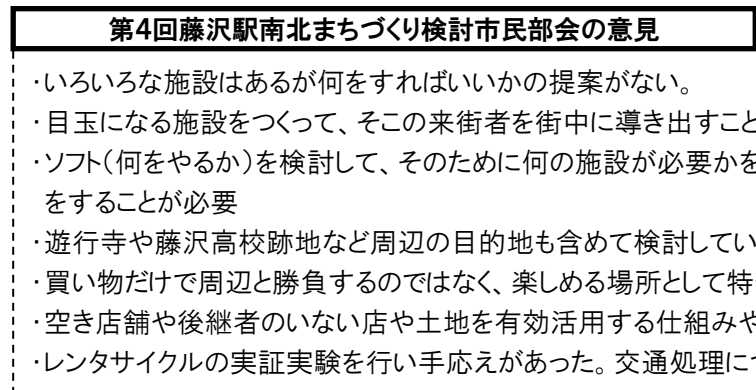 第4回藤沢駅南北まちづくり検討市民部会の意見
・いろいろな施設はあるが何をすればいいかの提案がない。
・目玉になる施設をつくって、そこの来街者を街中に導き出すこと
・ソフト(何をやるか)を検討して、そのために何の施設が必要かを
をすることが必要
・遊行寺や藤沢高校跡地など周辺の目的地も含めて検討してい
・買い物だけで周辺と勝負するのではなく、楽しめる場所として特
・空き店舗や後継者のいない店や土地を有効活用する仕組みや
・レンタサイクルの実証実験を行い手応えがあった。交通処理に